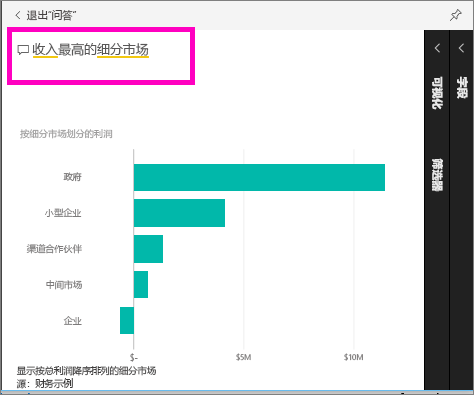 退出"问答"
收入最高的细分市场
按细分市场划分的利润
政府
小型企业
渠道合作伙伴
中间市场
企业
$-
$5M
$10M
显示按总利润降序排列的细分市场
源：财务示例
可视化
筛选器
字段